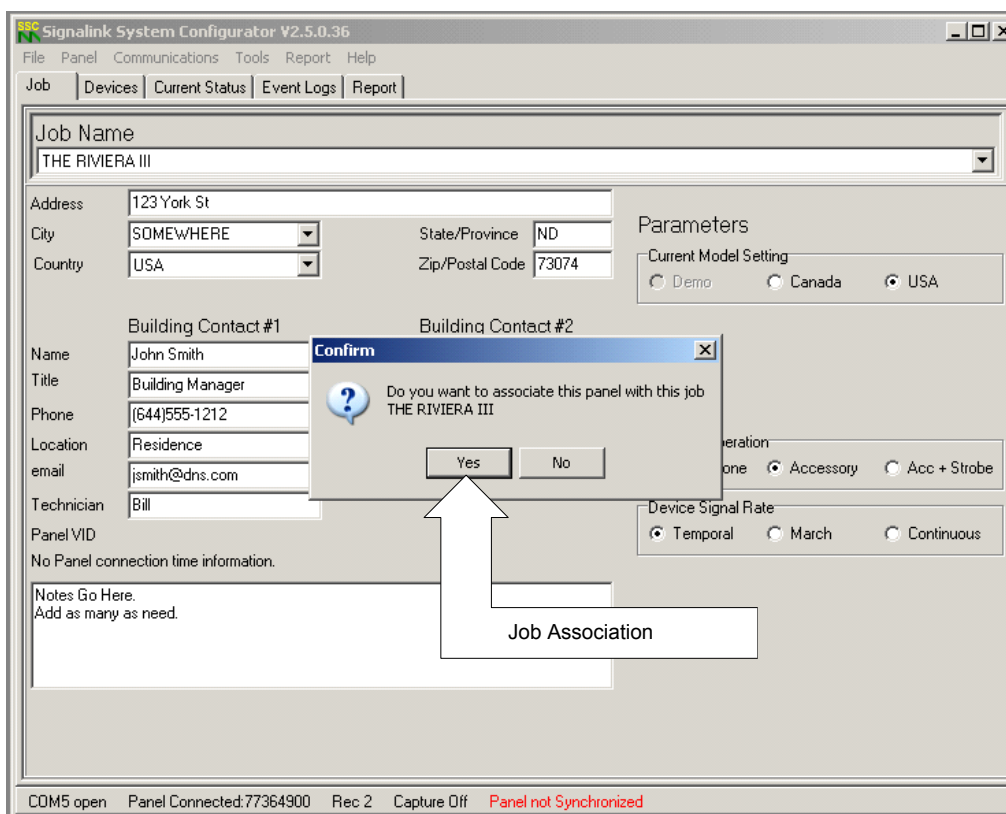 SSC Signalink System Configurator V2.5.0.36
File Panel Communications Tools Report Help
Job Devices Current Status Event Logs Report
Job Name
THE RIVIERA III
Address 123 York St
City SOMEWHERE State/Province ND
Country USA Zip/Postal Code 73074
Parameters
Current Model Setting
Demo Canada USA
Building Contact #1 Building Contact #2
Name John Smith
Title Building Manager
Phone (644)555-1212
Location Residence
email jsmith@dns.com
Technician Bill
Confirm
Do you want to associate this panel with this job
THE RIVIERA III
Yes No
Accessory Acc + Strobe
Device Signal Rate
Temporal March Continuous
Panel VID
No Panel connection time information.
Notes Go Here.
Add as many as need.
Job Association
COM5 open Panel Connected:77364900 Rec 2 Capture Off Panel not Synchronized